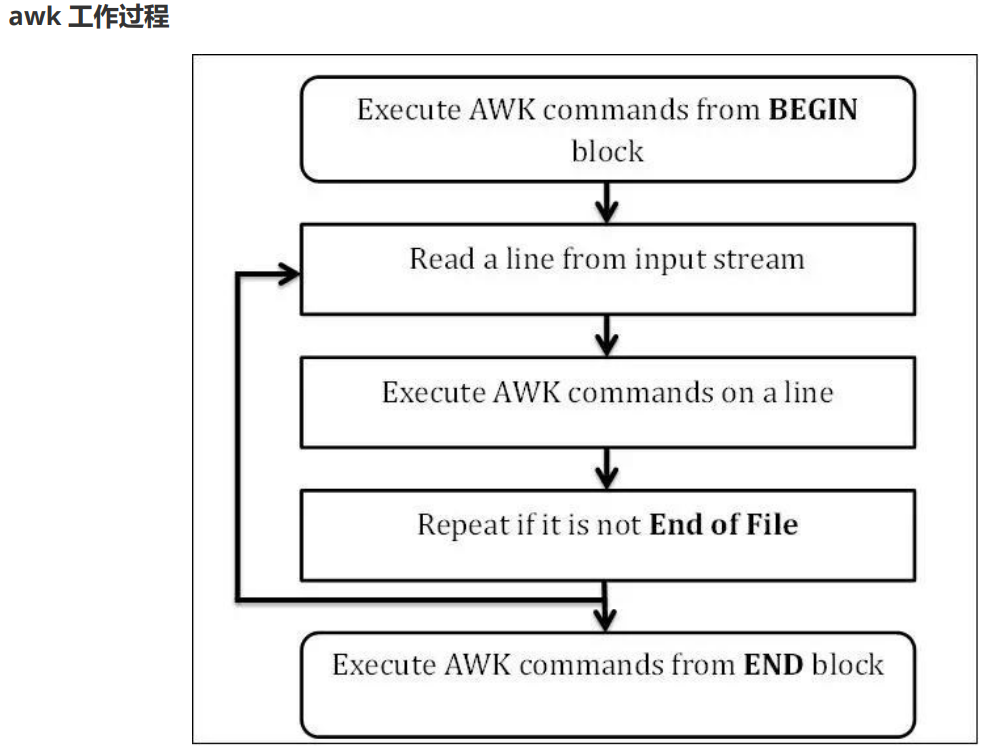 awk 工作过程
Execute AWK commands from BEGIN
block
Read a line from input stream
Execute AWK commands on a line
Repeat if it is not End of File
Execute AWK commands from END block